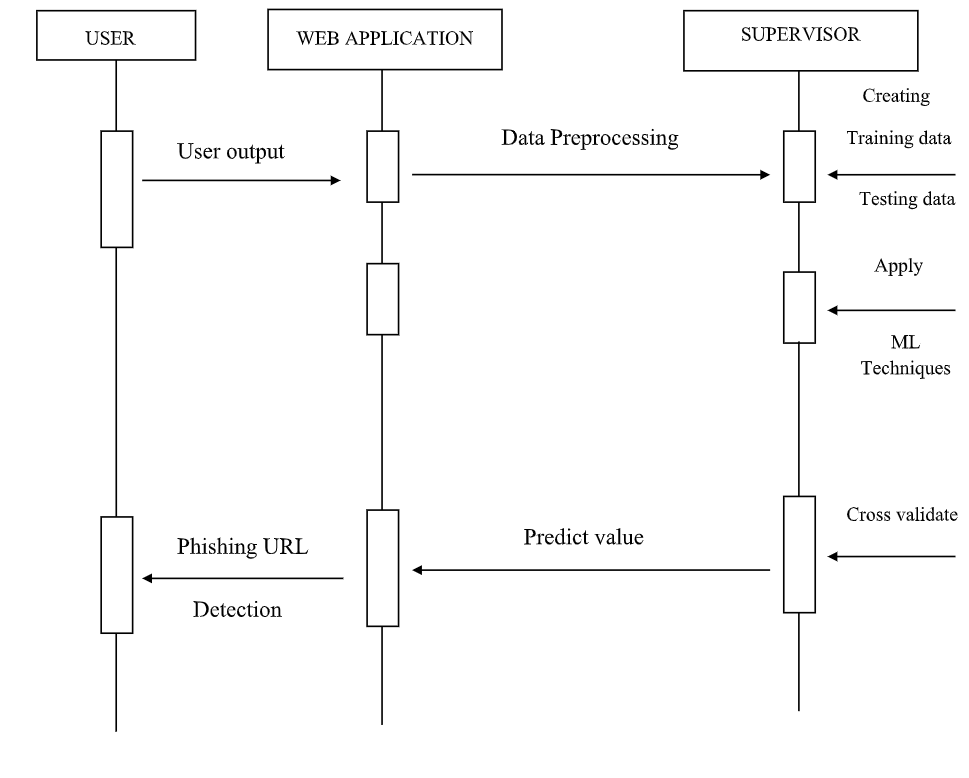 USER
WEB APPLICATION
SUPERVISOR
Creating
Training data
Testing data
User output
Data Preprocessing
Apply
ML
Techniques
Cross validate
Predict value
Phishing URL
Detection